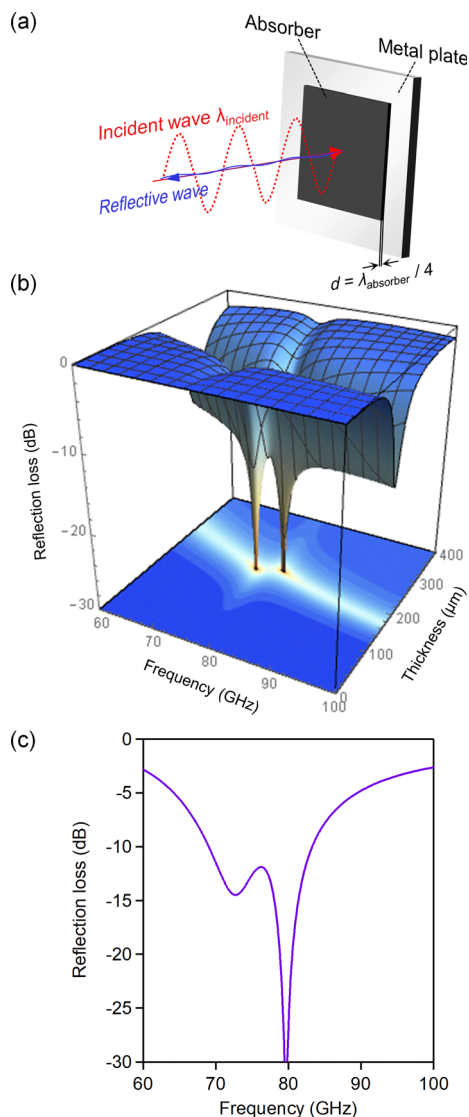 (a)
Absorber
Metal plate
Incident wave λincident
Reflective wave
d = λabsorber / 4
(b)
0
-10
-20
-30
Reflection loss (dB)
60
70
80
90
100
Frequency (GHz)
0
100
200
300
400
Thickness (μm)
(c)
0
-5
-10
-15
-20
-25
-30
Reflection loss (dB)
60
70
80
90
100
Frequency (GHz)